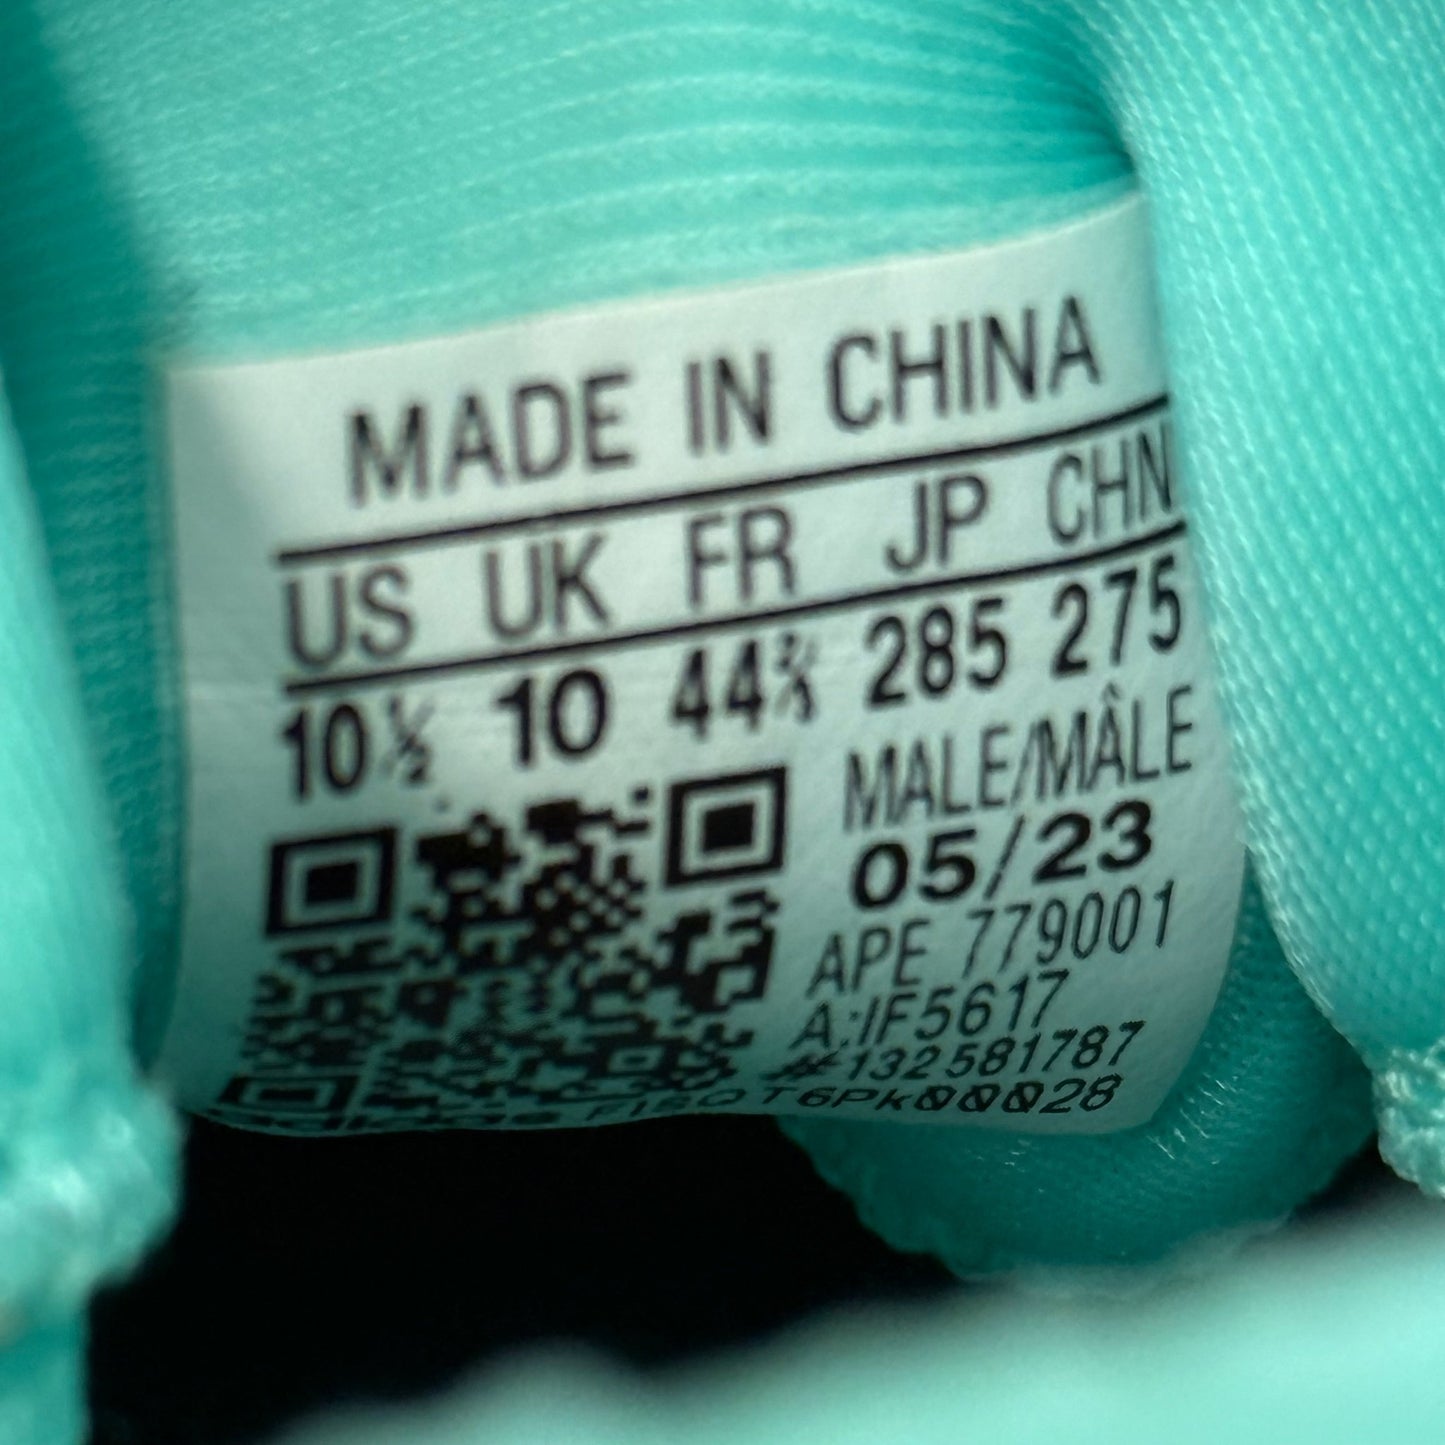 MADE IN CHINA
US UK FR JP CHN
10½ 10 44⅔ 285 275
MALE/MÂLE
05/23
APE 779001
A:IF5617
#132581787
adidas